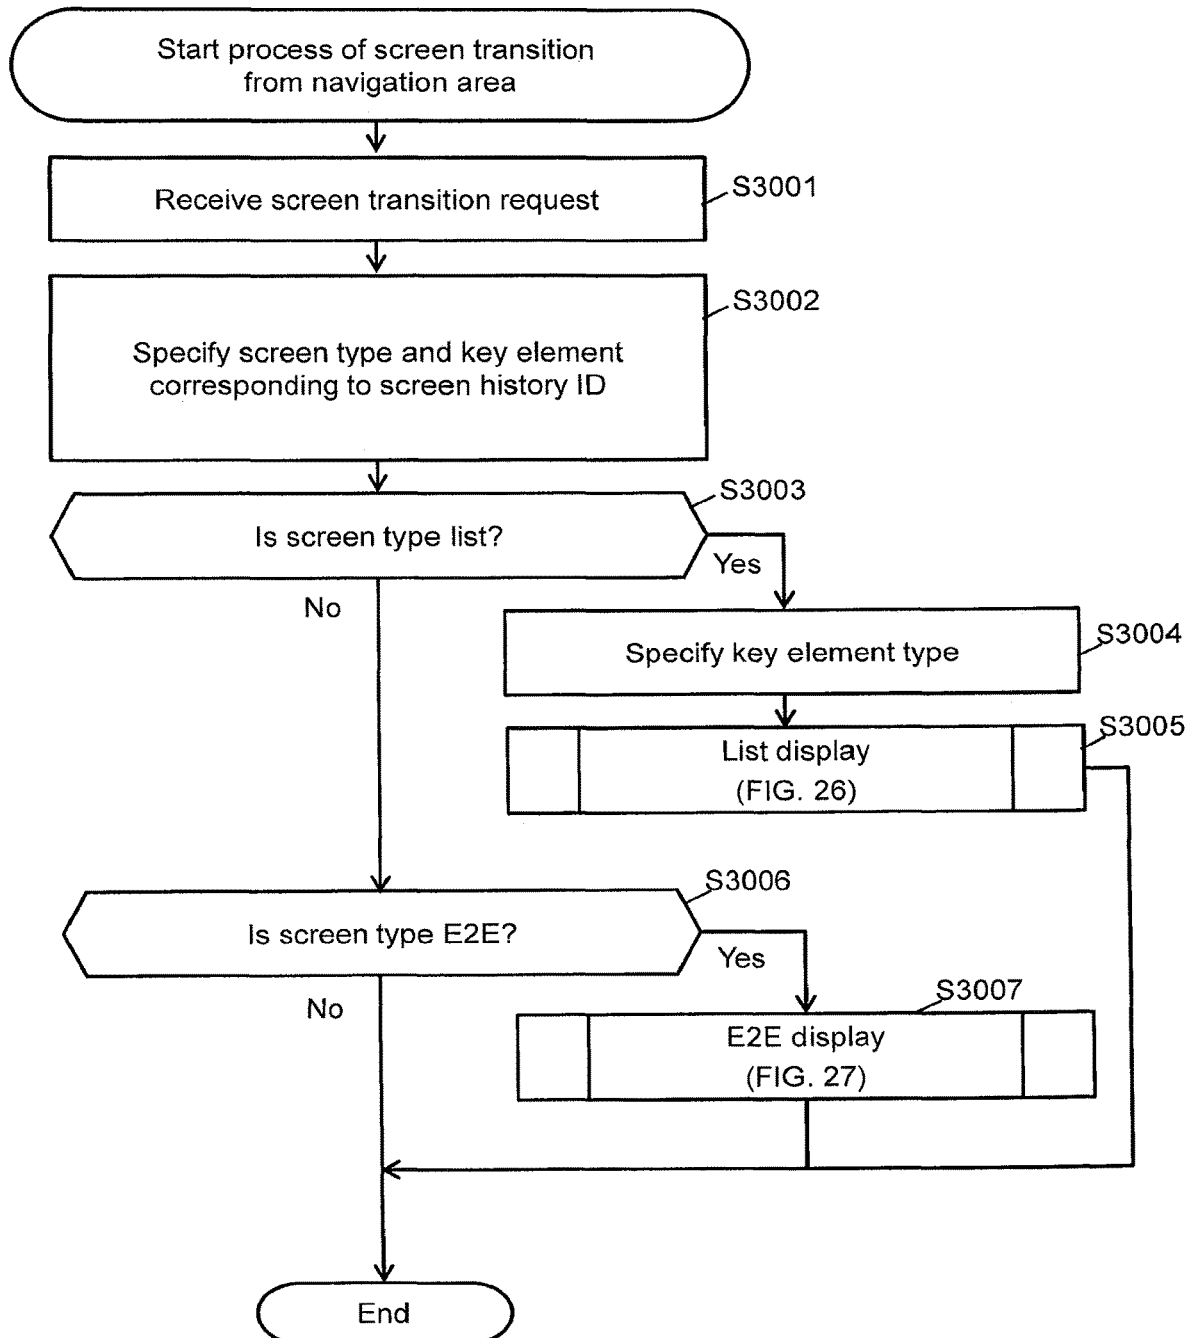 Start process of screen transition
from navigation area
Receive screen transition request
S3001
Specify screen type and key element
corresponding to screen history ID
S3002
Is screen type list?
S3003
Yes
No
Specify key element type
S3004
List display
(FIG. 26)
S3005
Is screen type E2E?
S3006
Yes
No
E2E display
(FIG. 27)
S3007
End